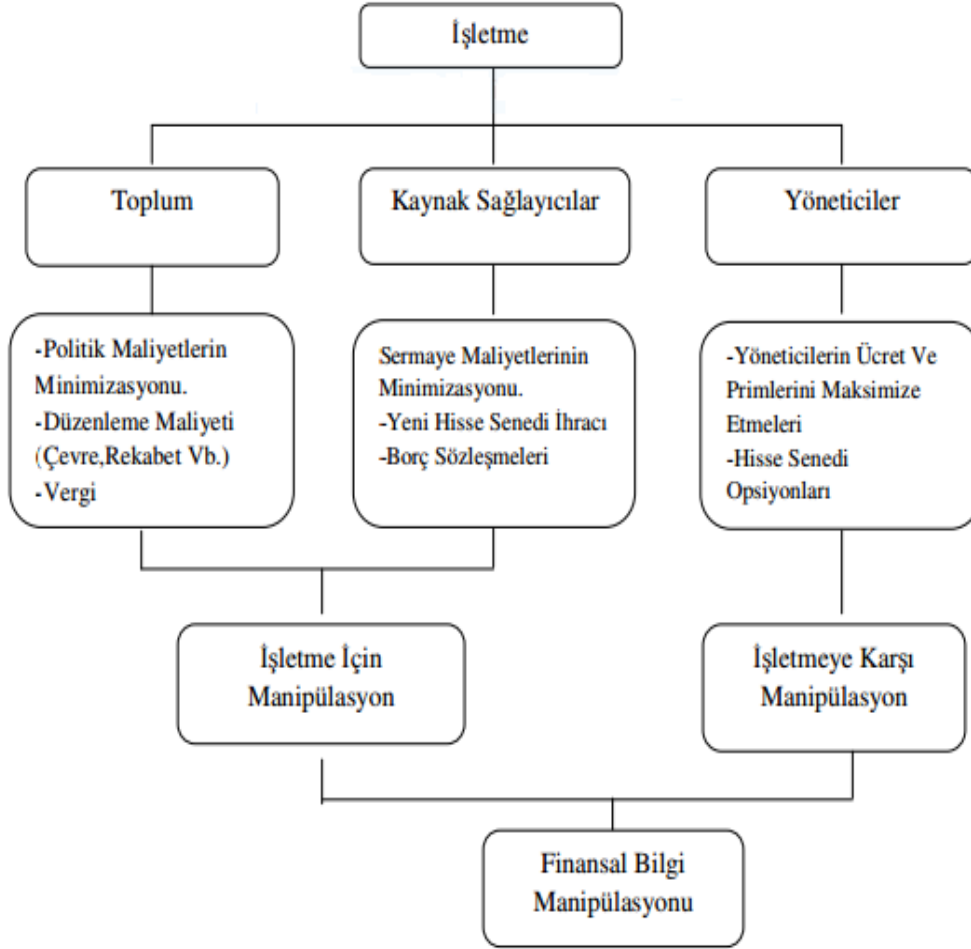 İşletme
Toplum
Kaynak Sağlayıcılar
Yöneticiler
-Politik Maliyetlerin
Minimizasyonu.
-Düzenleme Maliyeti
(Çevre,Rekabet Vb.)
-Vergi
Sermaye Maliyetlerinin
Minimizasyonu.
-Yeni Hisse Senedi İhracı
-Borç Sözleşmeleri
-Yöneticilerin Ücret Ve
Primlerini Maksimize
Etmeleri
-Hisse Senedi
Opsiyonları
İşletme İçin
Manipülasyon
İşletmeye Karşı
Manipülasyon
Finansal Bilgi
Manipülasyonu